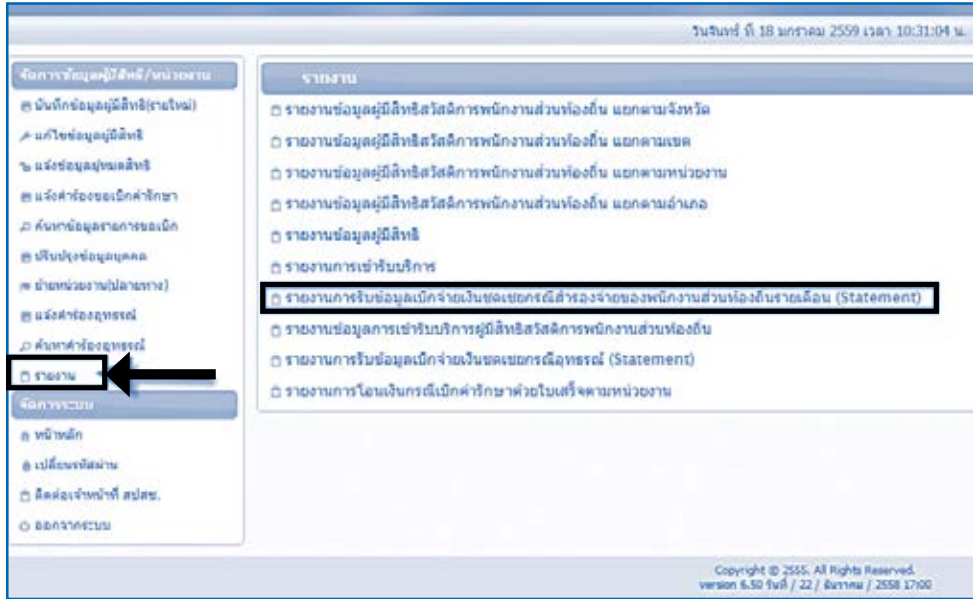 วันจันทร์ ที่ 18 มกราคม 2559 เวลา 10:31:04 น.
จัดการข้อมูลผู้มีสิทธิ/หน่วยงาน
บันทึกข้อมูลผู้มีสิทธิ(รายใหม่)
แก้ไขข้อมูลผู้มีสิทธิ
แจ้งข้อมูลผู้หมดสิทธิ
แจ้งคำร้องขอเบิกค่ารักษา
ค้นหาข้อมูลรายการขอเบิก
ปรับปรุงข้อมูลบุคคล
ย้ายหน่วยงาน(ปลายทาง)
แจ้งคำร้องอุทธรณ์
ค้นหาคำร้องอุทธรณ์
รายงาน
จัดการระบบ
หน้าหลัก
เปลี่ยนรหัสผ่าน
ติดต่อเจ้าหน้าที่ สปสช.
ออกจากระบบ
รายงาน
รายงานข้อมูลผู้มีสิทธิสวัสดิการพนักงานส่วนท้องถิ่น แยกตามจังหวัด
รายงานข้อมูลผู้มีสิทธิสวัสดิการพนักงานส่วนท้องถิ่น แยกตามเขต
รายงานข้อมูลผู้มีสิทธิสวัสดิการพนักงานส่วนท้องถิ่น แยกตามหน่วยงาน
รายงานข้อมูลผู้มีสิทธิสวัสดิการพนักงานส่วนท้องถิ่น แยกตามอำเภอ
รายงานข้อมูลผู้มีสิทธิ
รายงานการเข้ารับบริการ
รายงานการรับข้อมูลเบิกจ่ายเงินชดเชยกรณีสำรองจ่ายของพนักงานส่วนท้องถิ่นรายเดือน (Statement)
รายงานข้อมูลการเข้ารับบริการผู้มีสิทธิสวัสดิการพนักงานส่วนท้องถิ่น
รายงานการรับข้อมูลเบิกจ่ายเงินชดเชยกรณีอุทธรณ์ (Statement)
รายงานการโอนเงินกรณีเบิกค่ารักษาด้วยใบเสร็จตามหน่วยงาน
Copyright © 2555. All Rights Reserved.
version 6.50 วันที่ / 22 / ธันวาคม / 2558 17:00